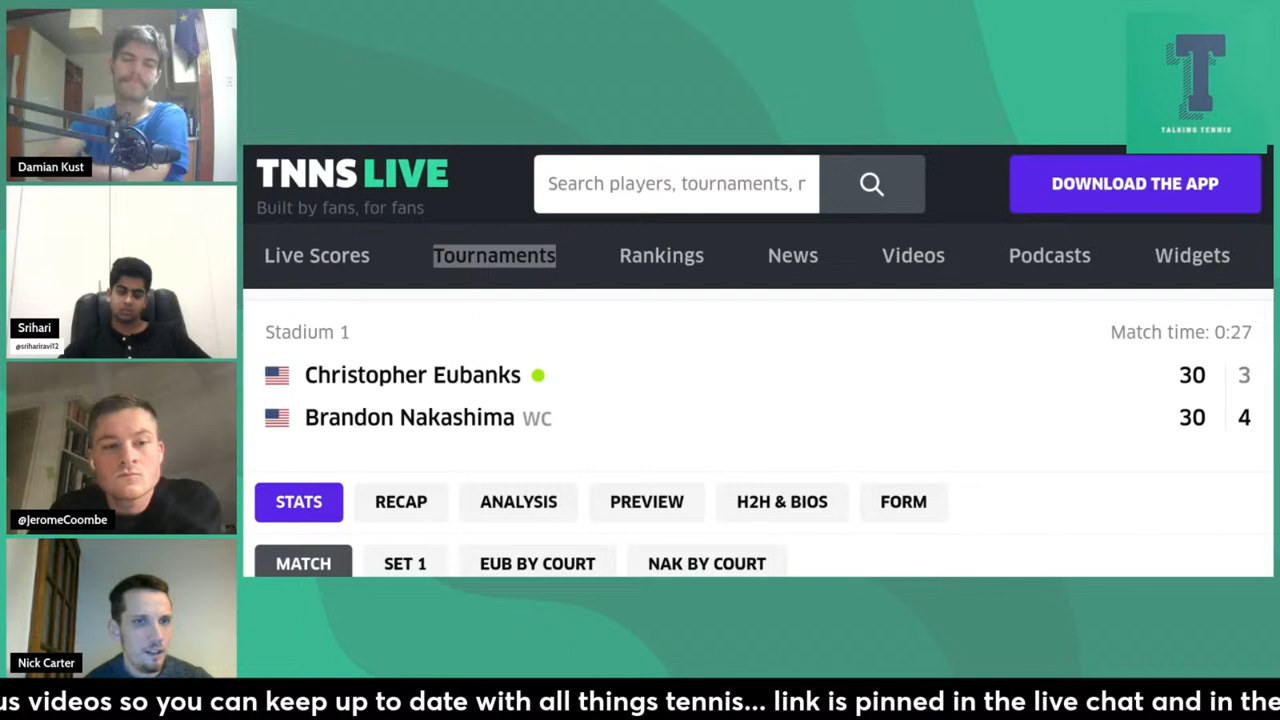 Damian Kust
Srihari
@srihariravi12
@JeromeCoombe
Nick Carter
T
TALKING TENNIS
TNNS LIVE
Built by fans, for fans
Search players, tournaments, r
DOWNLOAD THE APP
Live Scores Tournaments Rankings News Videos Podcasts Widgets
Stadium 1 Match time: 0:27
Christopher Eubanks 30 3
Brandon Nakashima WC 30 4
STATS RECAP ANALYSIS PREVIEW H2H & BIOS FORM
MATCH SET 1 EUB BY COURT NAK BY COURT
us videos so you can keep up to date with all things tennis... link is pinned in the live chat and in the